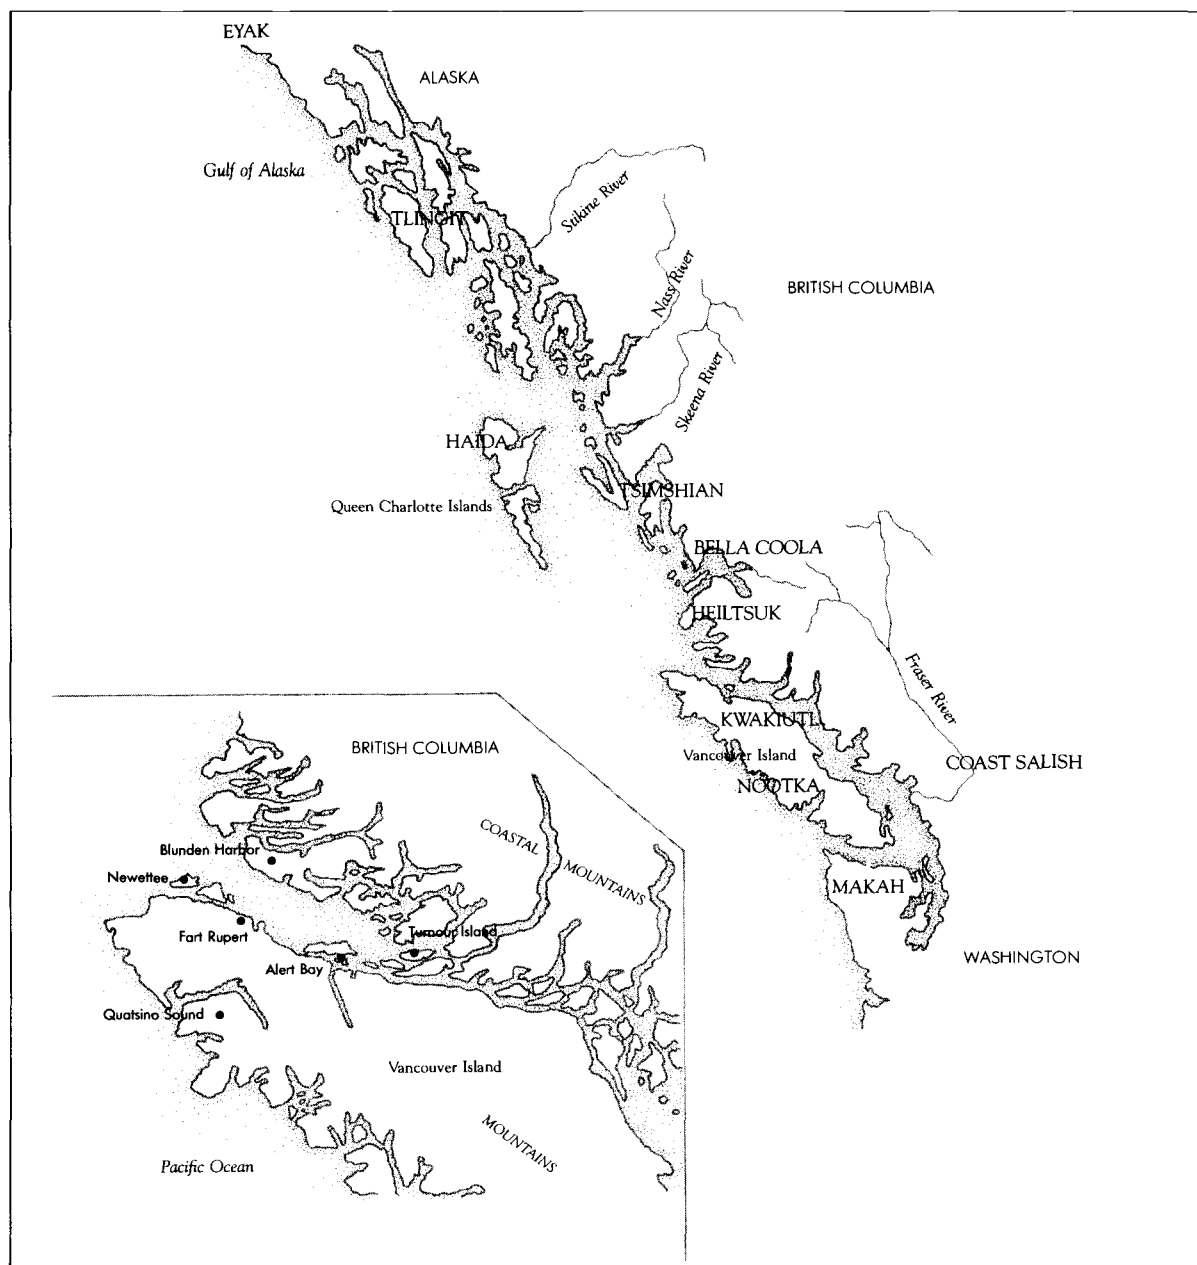 EYAK
ALASKA
Gulf of Alaska
Stikine River
TLINGIT
Nass River
BRITISH COLUMBIA
Skeena River
HAIDA
TSIMSHIAN
Queen Charlotte Islands
BELLA COOLA
HEILTSUK
Fraser River
KWAKIUTL
Vancouver Island
COAST SALISH
NOOTKA
MAKAH
WASHINGTON
BRITISH COLUMBIA
COASTAL
MOUNTAINS
Blunden Harbor
Newettee
Fart Rupert
Turnour Island
Alert Bay
Quatsino Sound
Vancouver Island
MOUNTAINS
Pacific Ocean